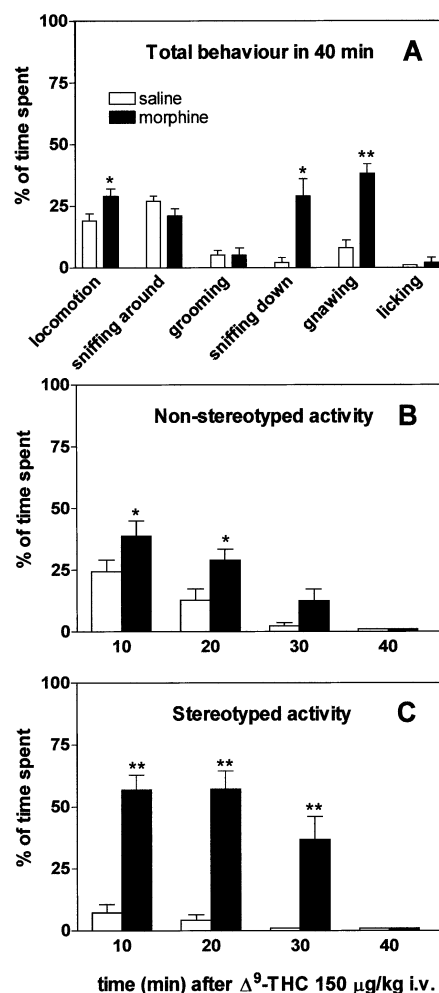 Total behaviour in 40 min
A
saline
morphine
% of time spent
100
75
50
25
0
*
*
**
locomotion
sniffing around
grooming
sniffing down
gnawing
licking
Non-stereotyped activity
B
% of time spent
100
75
50
25
0
*
*
10 20 30 40
Stereotyped activity
C
% of time spent
100
75
50
25
0
**
**
**
10 20 30 40
time (min) after Δ⁹-THC 150 μg/kg i.v.